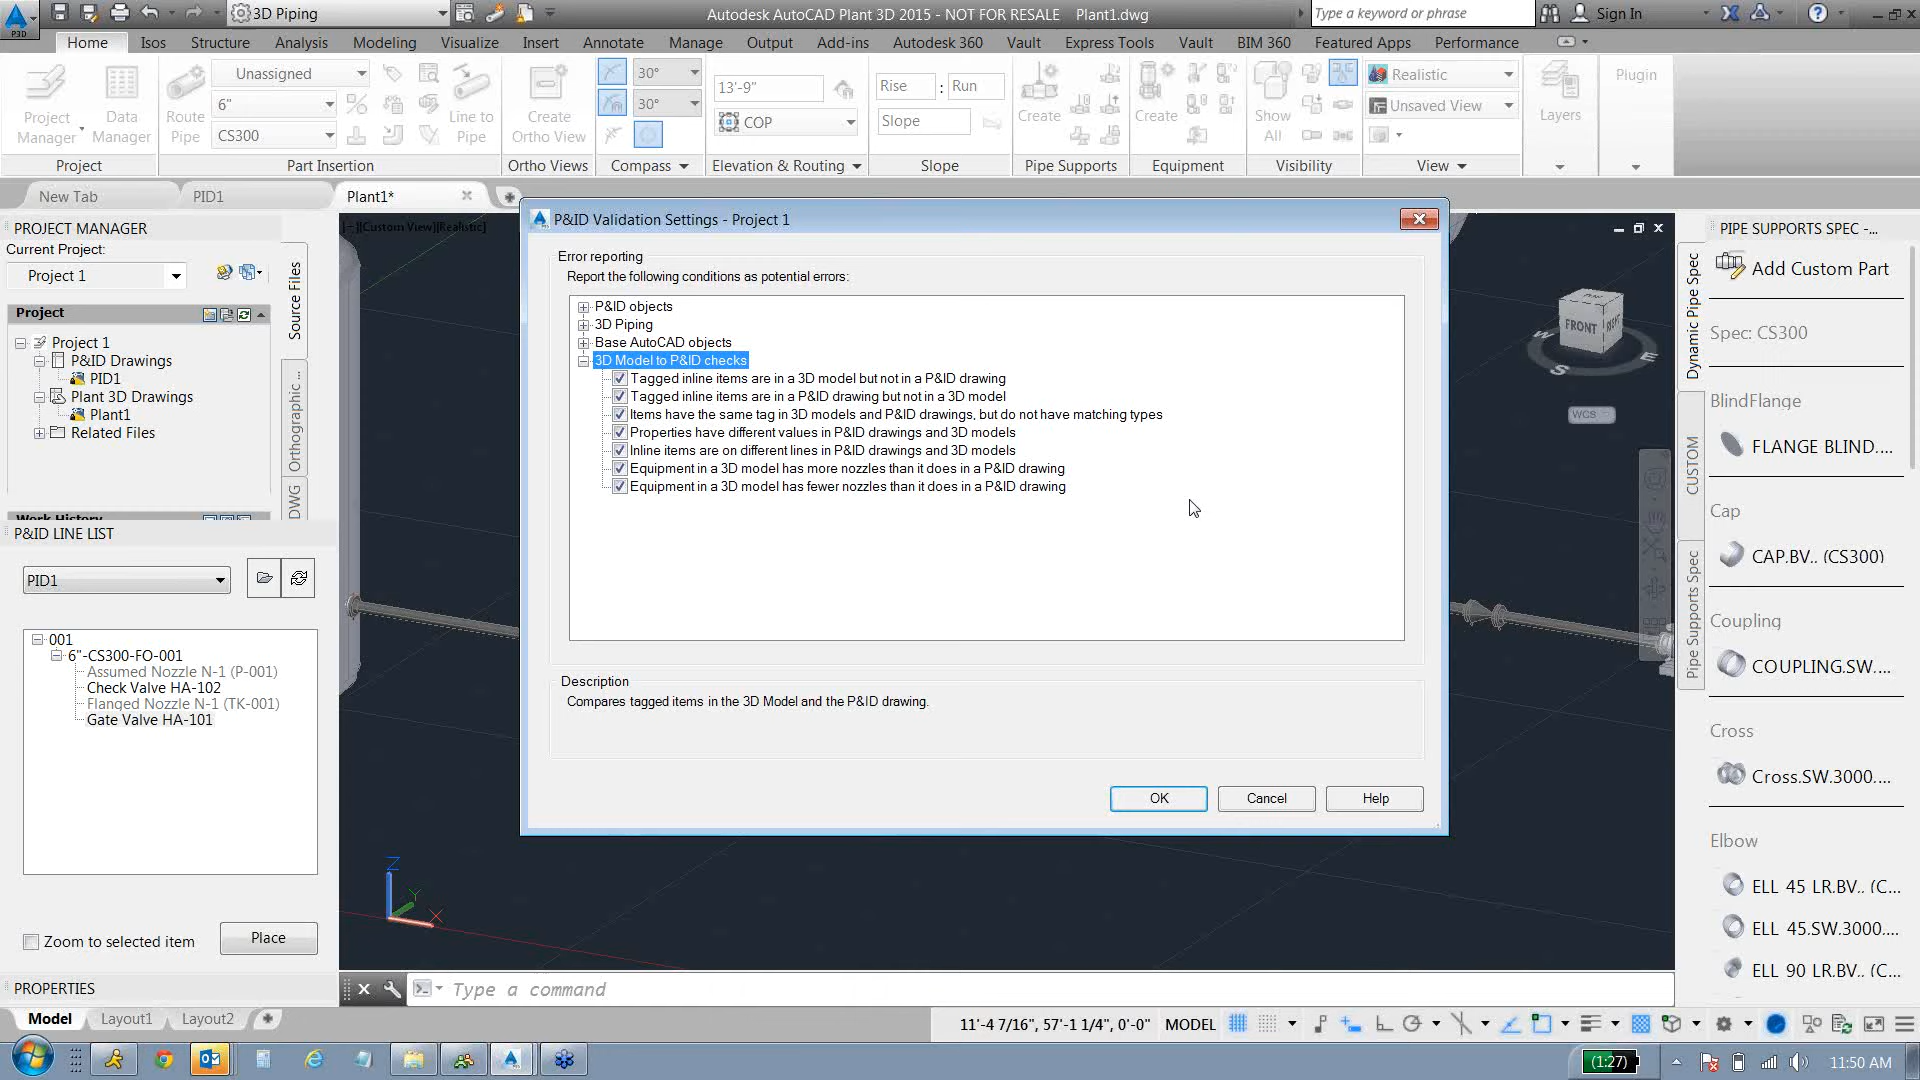 3D Piping
Autodesk AutoCAD Plant 3D 2015 - NOT FOR RESALE Plant1.dwg
Type a keyword or phrase
Sign In
P3D
Home Isos Structure Analysis Modeling Visualize Insert Annotate Manage Output Add-ins Autodesk 360 Vault Express Tools Vault BIM 360 Featured Apps Performance
Project Manager
Data Manager
Route Pipe
Unassigned
6"
CS300
Line to Pipe
Create Ortho View
30°
30°
13'-9"
COP
Rise : Run
Slope
Create
Create
Show All
Realistic
Unsaved View
Layers
Plugin
Project
Part Insertion
Ortho Views
Compass
Elevation & Routing
Slope
Pipe Supports
Equipment
Visibility
View
New Tab
PID1
Plant1*
PROJECT MANAGER
Current Project:
Project 1
Project
Project 1
P&ID Drawings
PID1
Plant 3D Drawings
Plant1
Related Files
Source Files
Orthographic ...
DWG
Work History
P&ID LINE LIST
PID1
001
6"-CS300-FO-001
Assumed Nozzle N-1 (P-001)
Check Valve HA-102
Flanged Nozzle N-1 (TK-001)
Gate Valve HA-101
Zoom to selected item
Place
PROPERTIES
[−][Custom View][Realistic]
P&ID Validation Settings - Project 1
Error reporting
Report the following conditions as potential errors:
P&ID objects
3D Piping
Base AutoCAD objects
3D Model to P&ID checks
Tagged inline items are in a 3D model but not in a P&ID drawing
Tagged inline items are in a P&ID drawing but not in a 3D model
Items have the same tag in 3D models and P&ID drawings, but do not have matching types
Properties have different values in P&ID drawings and 3D models
Inline items are on different lines in P&ID drawings and 3D models
Equipment in a 3D model has more nozzles than it does in a P&ID drawing
Equipment in a 3D model has fewer nozzles than it does in a P&ID drawing
Description
Compares tagged items in the 3D Model and the P&ID drawing.
OK
Cancel
Help
FRONT
W
S
E
WCS
Z
Y
X
PIPE SUPPORTS SPEC -...
Add Custom Part
Spec: CS300
BlindFlange
FLANGE BLIND....
Cap
CAP.BV.. (CS300)
Coupling
COUPLING.SW....
Cross
Cross.SW.3000....
Elbow
ELL 45 LR.BV.. (C...
ELL 45.SW.3000....
ELL 90 LR.BV.. (C...
Dynamic Pipe Spec
CUSTOM
Pipe Supports Spec
Type a command
Model
Layout1
Layout2
11'-4 7/16", 57'-1 1/4", 0'-0" MODEL
(1:27)
11:50 AM